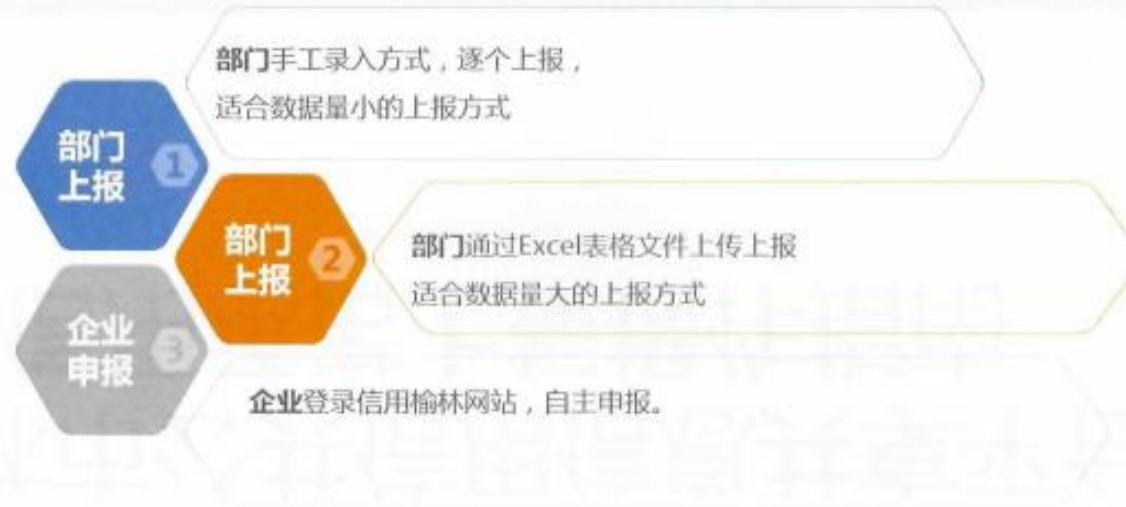 部门手工录入方式，逐个上报，
适合数据量小的上报方式
部门
上报
1
部门
上报
2
部门通过Excel表格文件上传上报
适合数据量大的上报方式
企业
申报
3
企业登录信用榆林网站，自主申报。